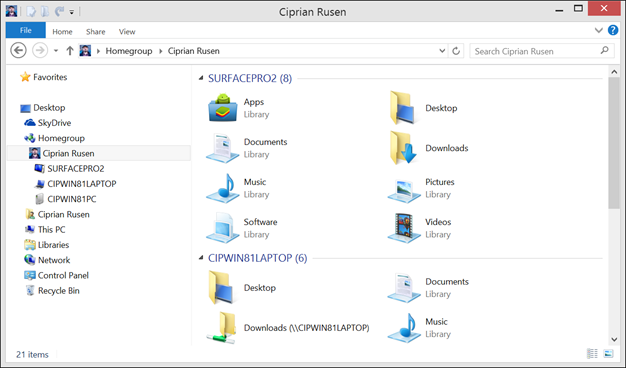 Ciprian Rusen
File
Home
Share
View
Homegroup
Ciprian Rusen
Search Ciprian Rusen
Favorites
Desktop
SkyDrive
Homegroup
Ciprian Rusen
SURFACEPRO2
CIPWIN81LAPTOP
CIPWIN81PC
Ciprian Rusen
This PC
Libraries
Network
Control Panel
Recycle Bin
SURFACEPRO2 (8)
Apps
Library
Desktop
Documents
Library
Downloads
Music
Library
Pictures
Library
Software
Library
Videos
Library
CIPWIN81LAPTOP (6)
Desktop
Documents
Library
Downloads (\\CIPWIN81LAPTOP)
Music
Library
21 items